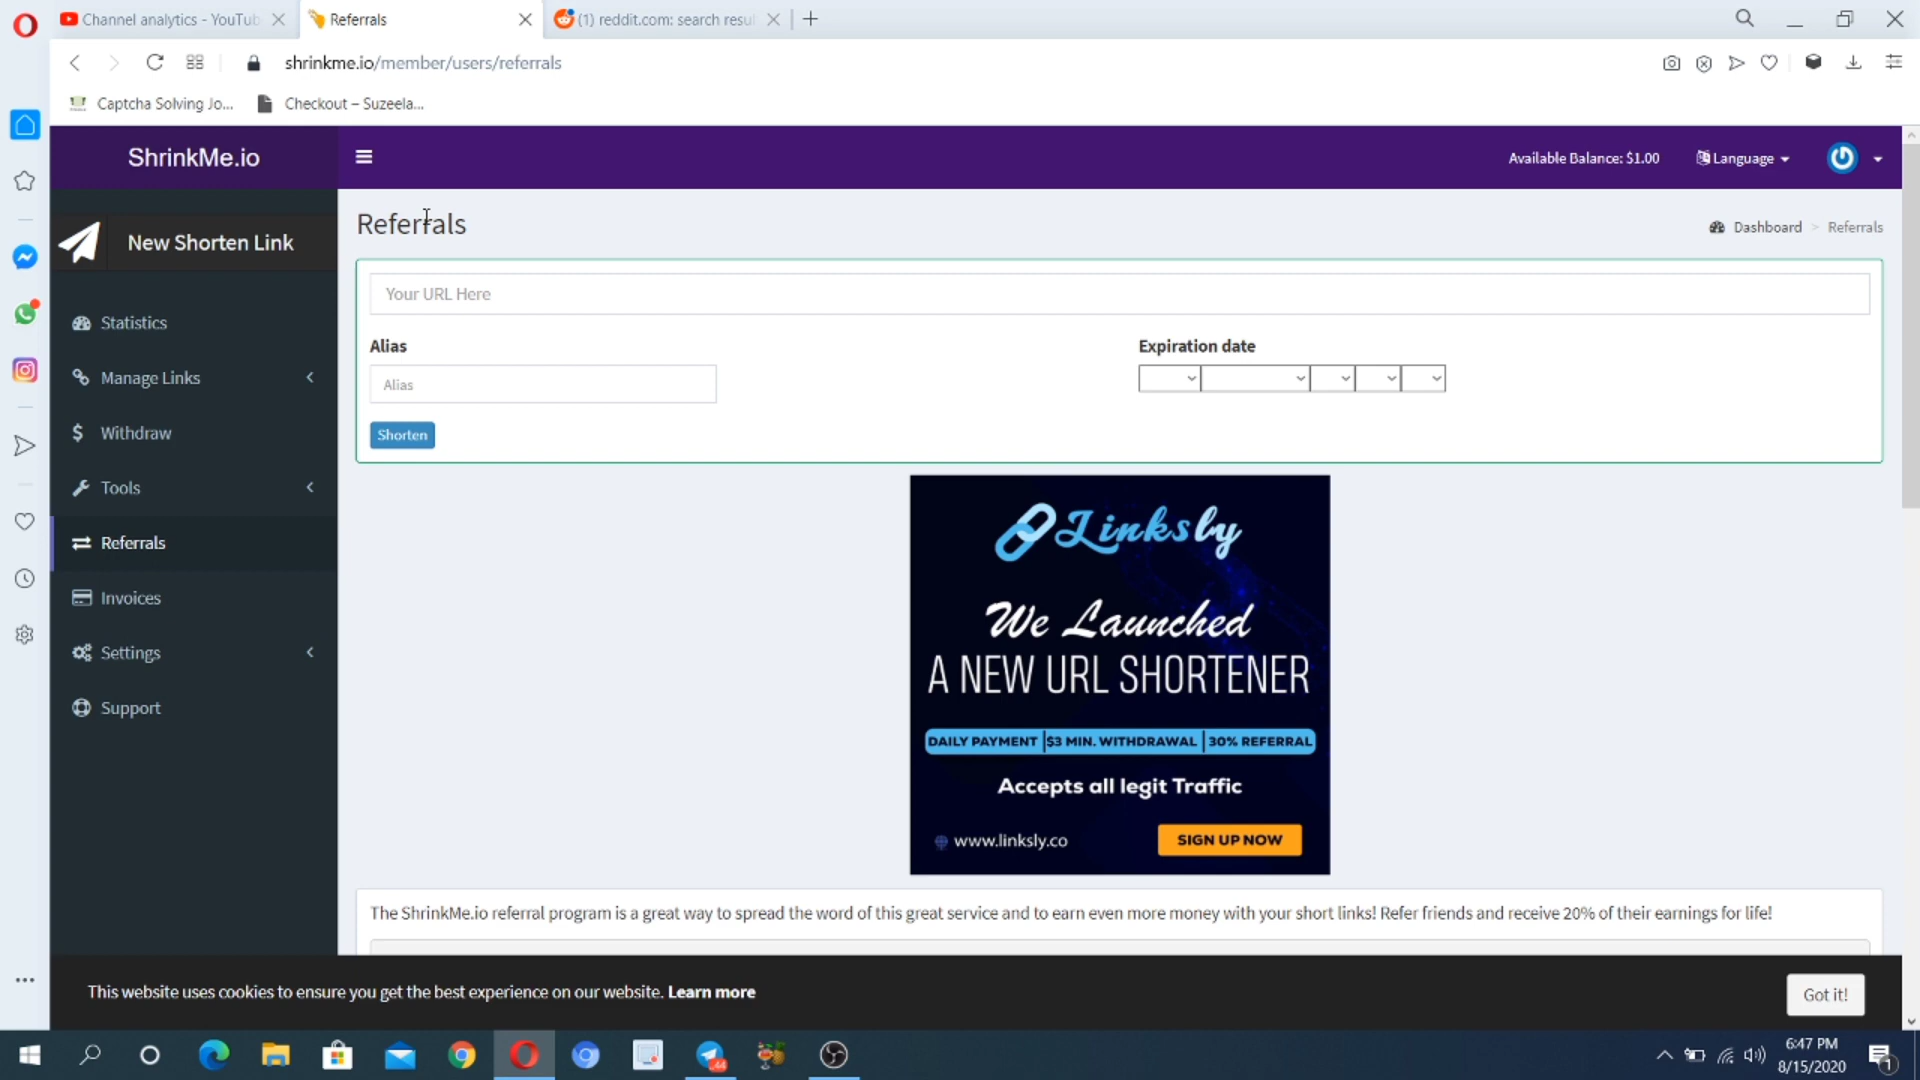 Channel analytics - YouTub
Referrals
(1) reddit.com: search resul
shrinkme.io/member/users/referrals
Captcha Solving Jo...
Checkout – Suzeela...
ShrinkMe.io
Available Balance: $1.00
Language
New Shorten Link
Referrals
Dashboard > Referrals
Your URL Here
Statistics
Alias
Expiration date
Manage Links
Alias
Withdraw
Shorten
Tools
Referrals
Invoices
Settings
Support
Linksly
We Launched
A NEW URL SHORTENER
DAILY PAYMENT | $3 MIN. WITHDRAWAL | 30% REFERRAL
Accepts all legit Traffic
www.linksly.co
SIGN UP NOW
The ShrinkMe.io referral program is a great way to spread the word of this great service and to earn even more money with your short links! Refer friends and receive 20% of their earnings for life!
This website uses cookies to ensure you get the best experience on our website. Learn more
Got it!
6:47 PM
8/15/2020
1